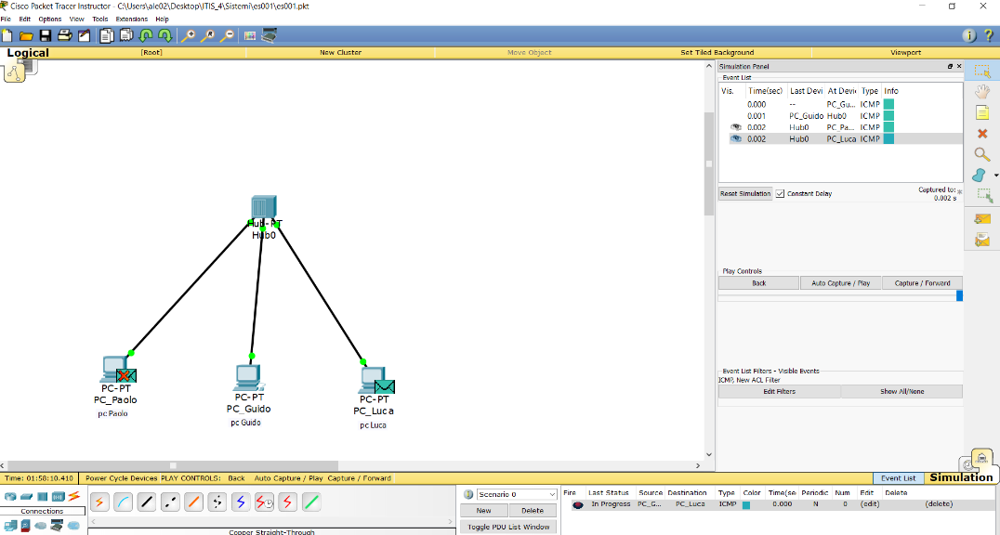 Cisco Packet Tracer Instructor - C:\Users\ale02\Desktop\ITIS_4\Sistemi\es001\es001.pkt
File Edit Options View Tools Extensions Help
Logical [Root] New Cluster Move Object Set Tiled Background Viewport
Simulation Panel
Event List
Vis. Time(sec) Last Devi At Devi Type Info
0.000 -- PC_Gu... ICMP
0.001 PC_Guido Hub0 ICMP
0.002 Hub0 PC_Pa... ICMP
0.002 Hub0 PC_Luca ICMP
Reset Simulation Constant Delay Captured to:
0.002 s
Hub-PT
Hub0
Play Controls
Back Auto Capture / Play Capture / Forward
Event List Filters - Visible Events
ICMP, New ACL Filter
Edit Filters Show All/None
PC-PT
PC_Paolo
pc Paolo
PC-PT
PC_Guido
pc Guido
PC-PT
PC_Luca
pc Luca
Time: 01:58:10.410 Power Cycle Devices PLAY CONTROLS: Back Auto Capture / Play Capture / Forward Event List Simulation
Connections
Copper Straight-Through
Scenario 0
New Delete
Toggle PDU List Window
Fire Last Status Source Destination Type Color Time(se Periodic Num Edit Delete
In Progress PC_G... PC_Luca ICMP 0.000 N 0 (edit) (delete)